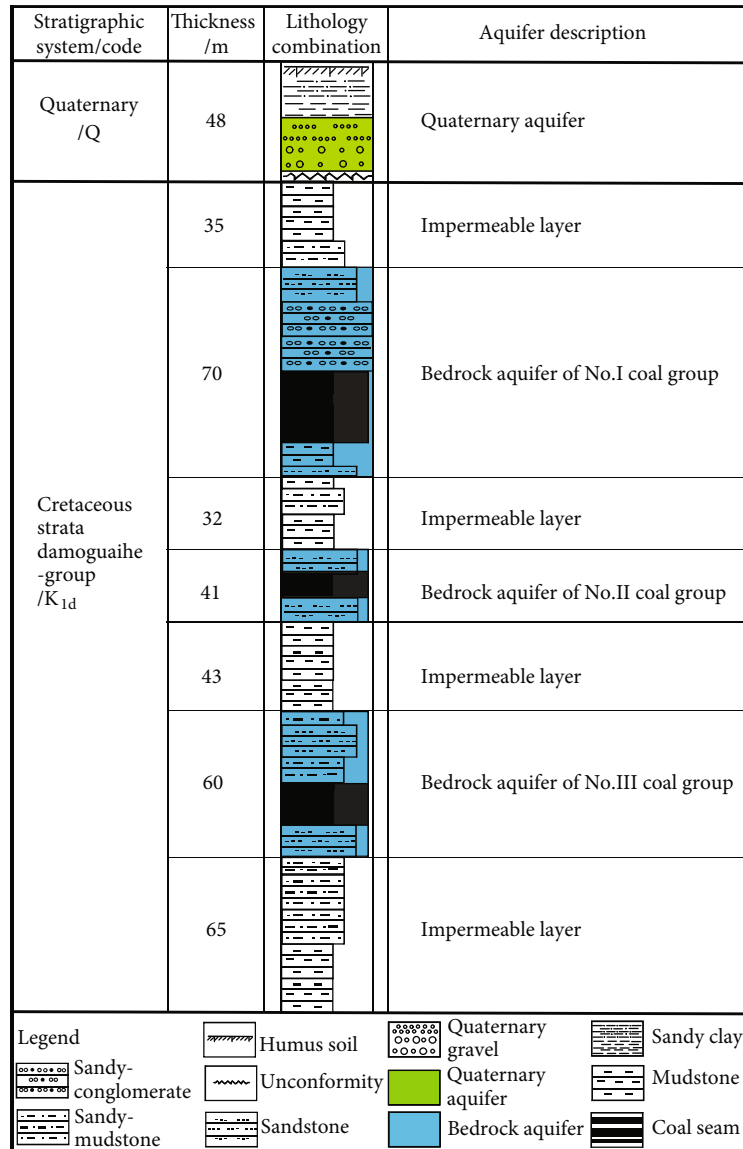 Stratigraphic
system/code
Thickness
/m
Lithology
combination
Aquifer description
Quaternary
/Q
48
Quaternary aquifer
35
Impermeable layer
70
Bedrock aquifer of No.I coal group
32
Impermeable layer
Cretaceous
strata
damoguaihe
-group
/K1d
41
Bedrock aquifer of No.II coal group
43
Impermeable layer
60
Bedrock aquifer of No.III coal group
65
Impermeable layer
Legend
Sandy-
conglomerate
Sandy-
mudstone
Humus soil
Unconformity
Sandstone
Quaternary
gravel
Quaternary
aquifer
Bedrock aquifer
Sandy clay
Mudstone
Coal seam